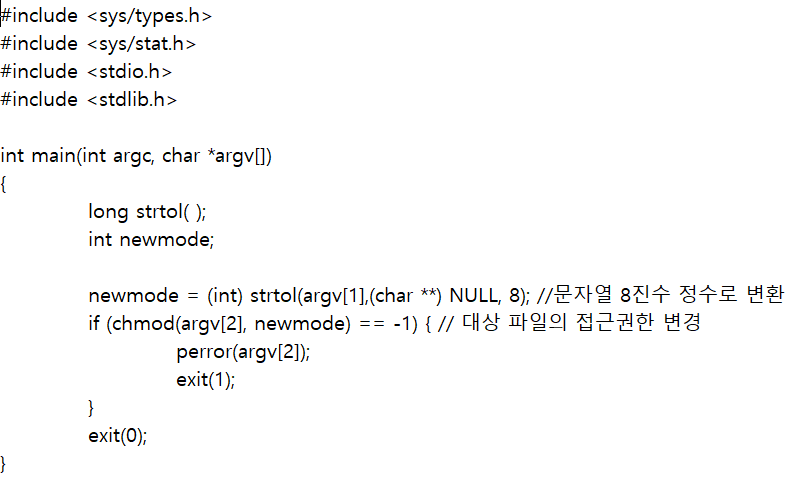 #include <sys/types.h>
#include <sys/stat.h>
#include <stdio.h>
#include <stdlib.h>
int main(int argc, char *argv[])
{
long strtol( );
int newmode;
newmode = (int) strtol(argv[1],(char **) NULL, 8); //문자열 8진수 정수로 변환
if (chmod(argv[2], newmode) == -1) { // 대상 파일의 접근권한 변경
perror(argv[2]);
exit(1);
}
exit(0);
}